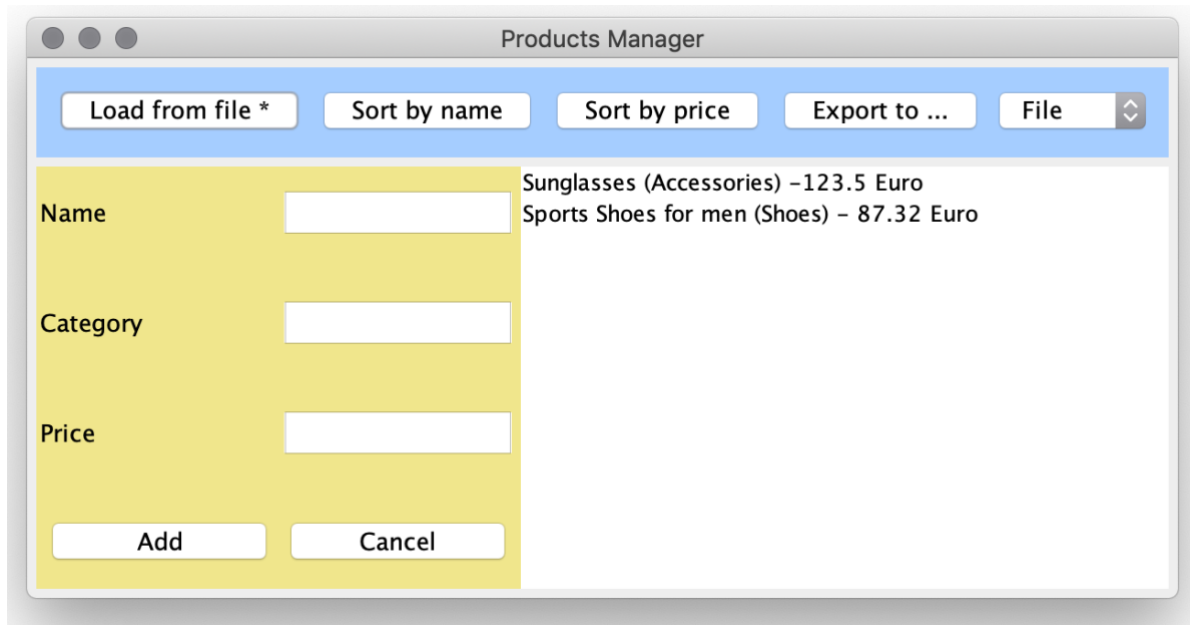 Products Manager
Load from file * Sort by name Sort by price Export to ... File
Sunglasses (Accessories) -123.5 Euro
Sports Shoes for men (Shoes) - 87.32 Euro
Name
Category
Price
Add Cancel